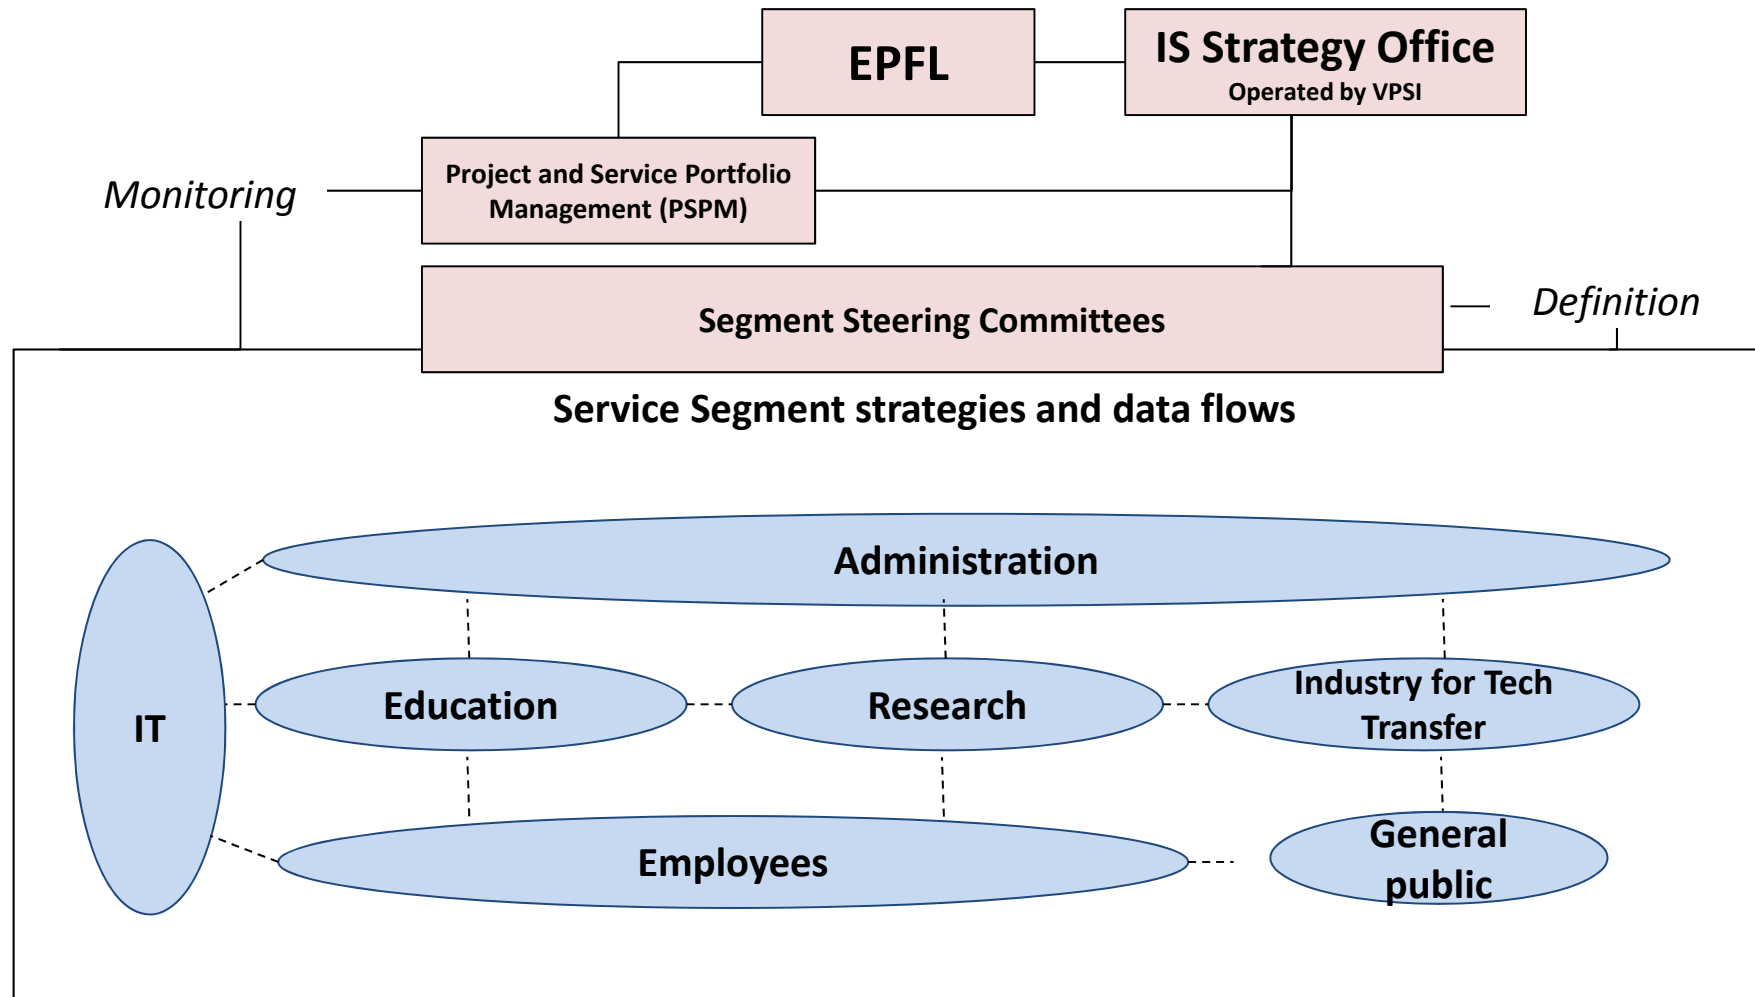 EPFL
IS Strategy Office
Operated by VPSI
Project and Service Portfolio
Management (PSPM)
Monitoring
Segment Steering Committees
Definition
Service Segment strategies and data flows
Administration
IT
Education
Research
Industry for Tech
Transfer
Employees
General
public